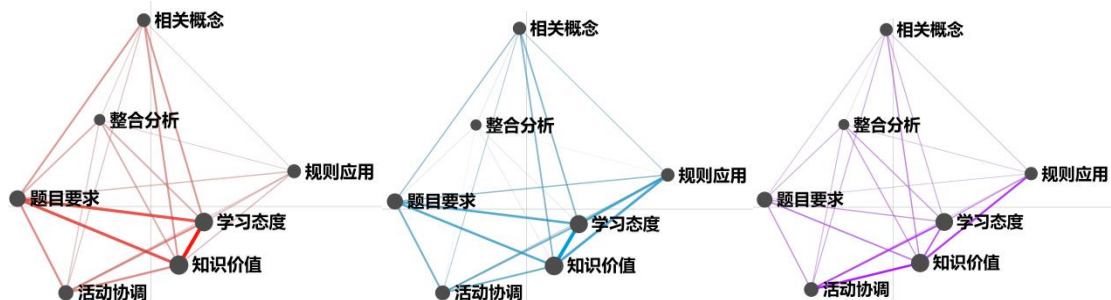 相关概念
整合分析
规则应用
题目要求
学习态度
知识价值
活动协调
相关概念
整合分析
规则应用
题目要求
学习态度
知识价值
活动协调
相关概念
整合分析
规则应用
题目要求
学习态度
知识价值
活动协调